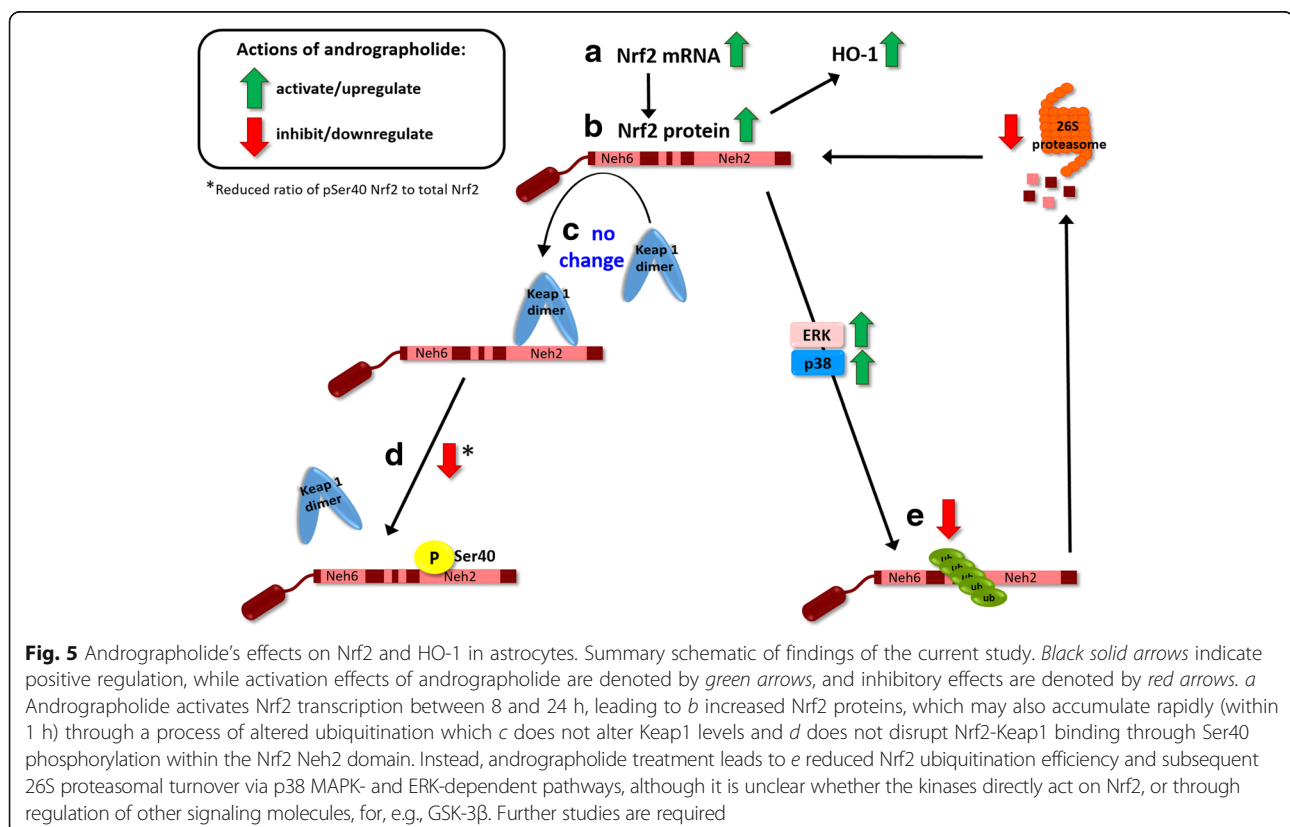 Actions of andrographolide:
activate/upregulate
inhibit/downregulate
*Reduced ratio of pSer40 Nrf2 to total Nrf2
a Nrf2 mRNA
HO-1
b Nrf2 protein
Neh6 Neh2
26S
proteasome
c no
change
Keap 1
dimer
Keap 1
dimer
Neh6 Neh2
ERK
p38
d *
Keap 1
dimer
P Ser40
Neh6 Neh2
e
ub
ub
ub
ub
ub
Neh6 Neh2
Fig. 5 Andrographolide's effects on Nrf2 and HO-1 in astrocytes. Summary schematic of findings of the current study. Black solid arrows indicate
positive regulation, while activation effects of andrographolide are denoted by green arrows, and inhibitory effects are denoted by red arrows. a
Andrographolide activates Nrf2 transcription between 8 and 24 h, leading to b increased Nrf2 proteins, which may also accumulate rapidly (within
1 h) through a process of altered ubiquitination which c does not alter Keap1 levels and d does not disrupt Nrf2-Keap1 binding through Ser40
phosphorylation within the Nrf2 Neh2 domain. Instead, andrographolide treatment leads to e reduced Nrf2 ubiquitination efficiency and subsequent
26S proteasomal turnover via p38 MAPK- and ERK-dependent pathways, although it is unclear whether the kinases directly act on Nrf2, or through
regulation of other signaling molecules, for, e.g., GSK-3β. Further studies are required